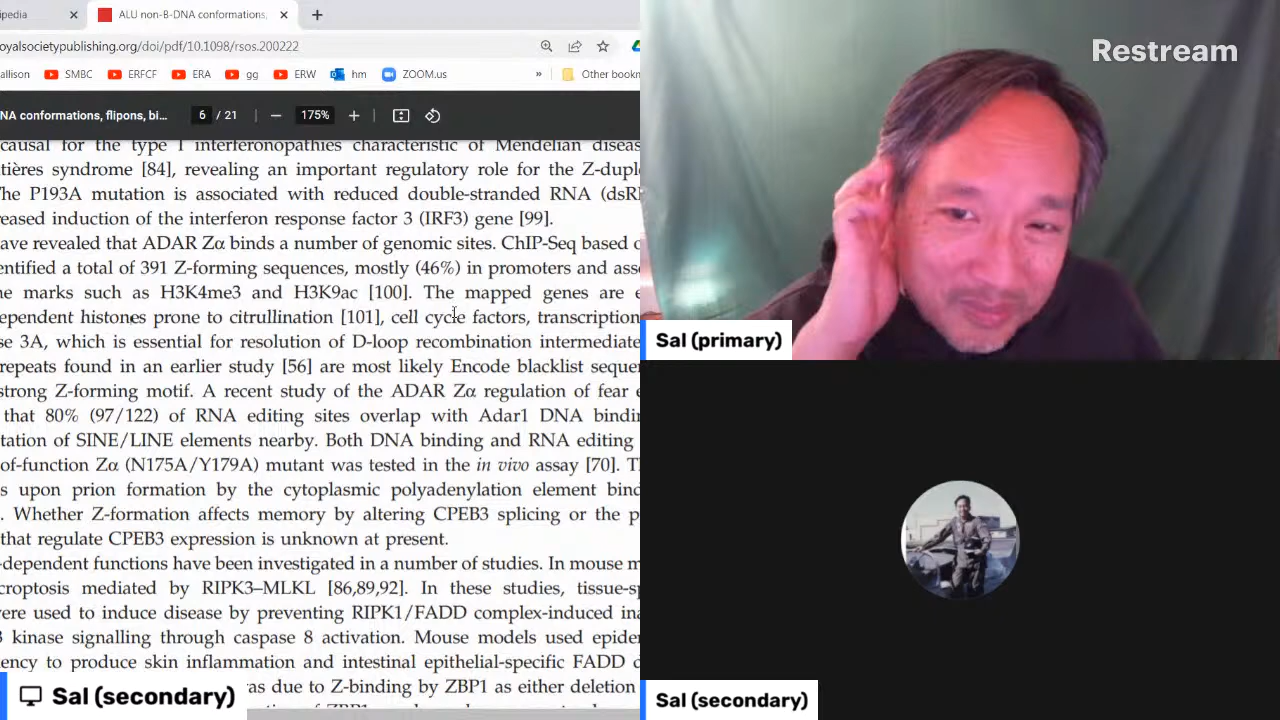 ipedia
ALU non-B-DNA conformations,
oyalsocietypublishing.org/doi/pdf/10.1098/rsos.200222
allison SMBC ERFCF ERA gg ERW hm ZOOM.us » Other bookm
NA conformations, flipons, bi... 6 / 21 175%
causal for the type I interferonopathies characteristic of Mendelian diseas
tières syndrome [84], revealing an important regulatory role for the Z-duple
he P193A mutation is associated with reduced double-stranded RNA (dsR
reased induction of the interferon response factor 3 (IRF3) gene [99].
ave revealed that ADAR Zα binds a number of genomic sites. ChIP-Seq based o
entified a total of 391 Z-forming sequences, mostly (46%) in promoters and asso
ne marks such as H3K4me3 and H3K9ac [100]. The mapped genes are e
ependent histones prone to citrullination [101], cell cycle factors, transcription
se 3A, which is essential for resolution of D-loop recombination intermediate
repeats found in an earlier study [56] are most likely Encode blacklist sequen
strong Z-forming motif. A recent study of the ADAR Zα regulation of fear e
that 80% (97/122) of RNA editing sites overlap with Adar1 DNA bindin
tation of SINE/LINE elements nearby. Both DNA binding and RNA editing
of-function Zα (N175A/Y179A) mutant was tested in the in vivo assay [70]. Th
s upon prion formation by the cytoplasmic polyadenylation element bind
. Whether Z-formation affects memory by altering CPEB3 splicing or the p
that regulate CPEB3 expression is unknown at present.
-dependent functions have been investigated in a number of studies. In mouse m
croptosis mediated by RIPK3–MLKL [86,89,92]. In these studies, tissue-sp
vere used to induce disease by preventing RIPK1/FADD complex-induced ina
3 kinase signalling through caspase 8 activation. Mouse models used epider
ency to produce skin inflammation and intestinal epithelial-specific FADD d
vas due to Z-binding by ZBP1 as either deletion
Sal (secondary)
Restream
Sal (primary)
Sal (secondary)